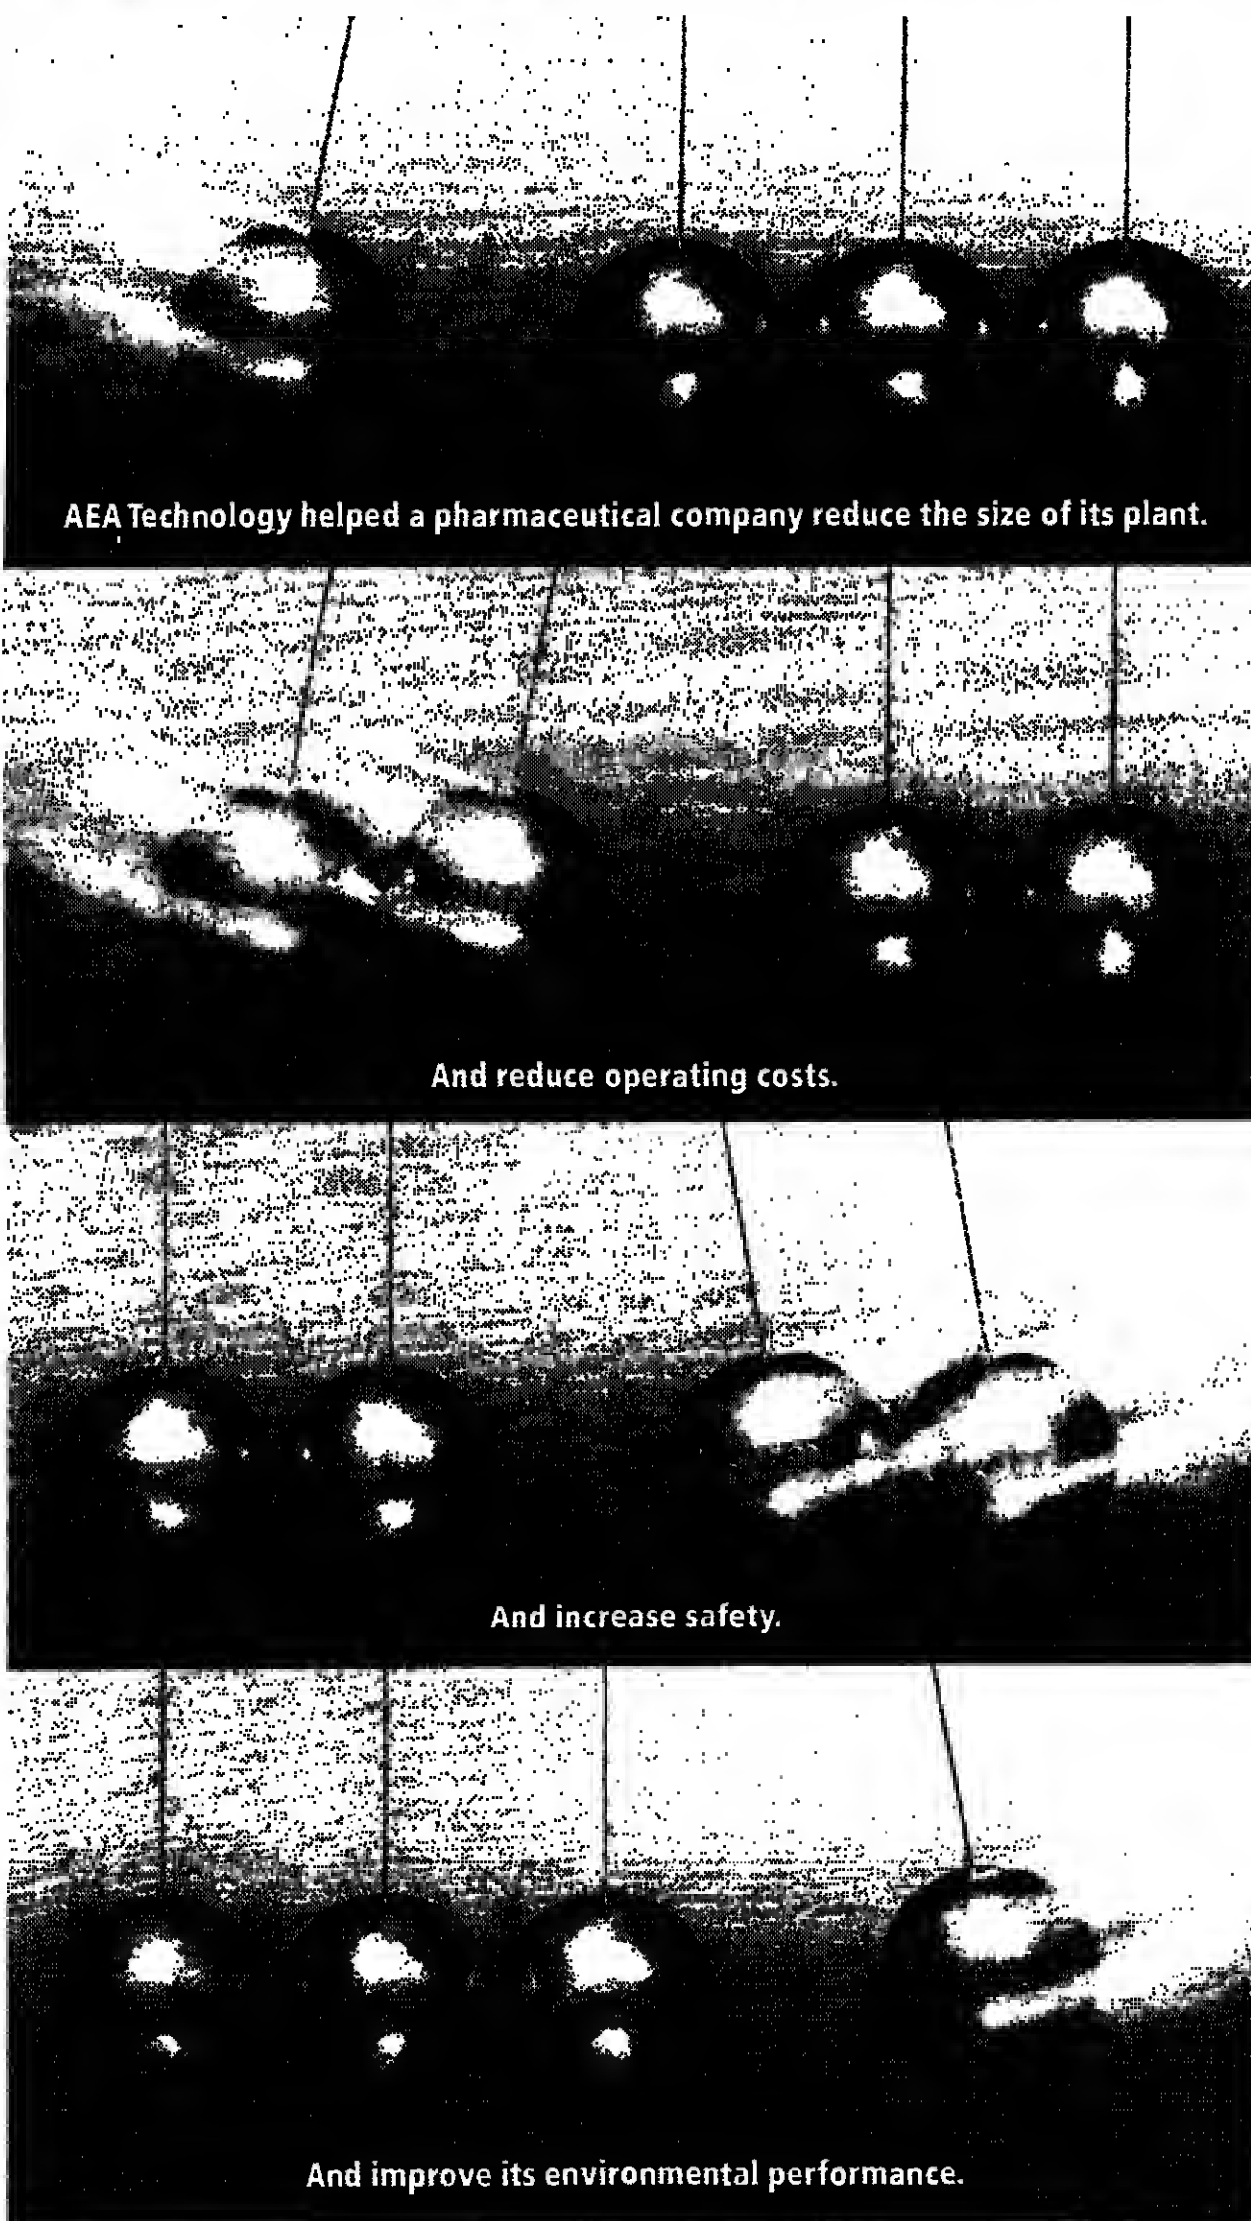 AEA Technology helped a pharmaceutical company reduce the size of its plant.
And reduce operating costs.
And increase safety.
And improve its environmental performance.